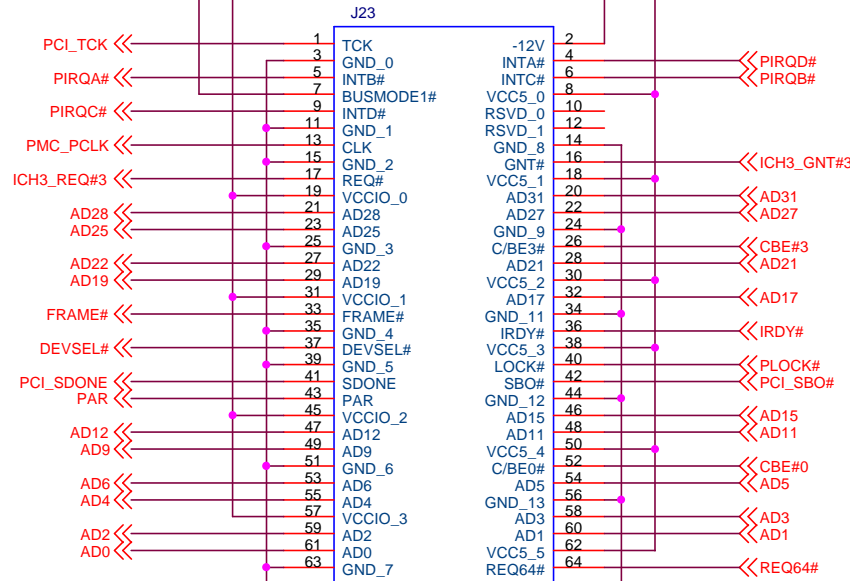 J23
PCI_TCK 1 TCK -12V 2
3 GND_0 INTA# 4 PIRQD#
PIRQA# 5 INTB# INTC# 6 PIRQB#
7 BUSMODE1# VCC5_0 8
PIRQC# 9 INTD# RSVD_0 10
11 GND_1 RSVD_1 12
PMC_PCLK 13 CLK GND_8 14
15 GND_2 GNT# 16 ICH3_GNT#3
ICH3_REQ#3 17 REQ# VCC5_1 18
19 VCCIO_0 AD31 20 AD31
AD28 21 AD28 AD27 22 AD27
AD25 23 AD25 GND_9 24
25 GND_3 C/BE3# 26 CBE#3
AD22 27 AD22 AD21 28 AD21
AD19 29 AD19 VCC5_2 30
31 VCCIO_1 AD17 32 AD17
FRAME# 33 FRAME# GND_11 34
35 GND_4 IRDY# 36 IRDY#
DEVSEL# 37 DEVSEL# VCC5_3 38
39 GND_5 LOCK# 40 PLOCK#
PCI_SDONE 41 SDONE SBO# 42 PCI_SBO#
PAR 43 PAR GND_12 44
45 VCCIO_2 AD15 46 AD15
AD12 47 AD12 AD11 48 AD11
AD9 49 AD9 VCC5_4 50
51 GND_6 C/BE0# 52 CBE#0
AD6 53 AD6 AD5 54 AD5
AD4 55 AD4 GND_13 56
57 VCCIO_3 AD3 58 AD3
AD2 59 AD2 AD1 60 AD1
AD0 61 AD0 VCC5_5 62
63 GND_7 REQ64# 64 REQ64#